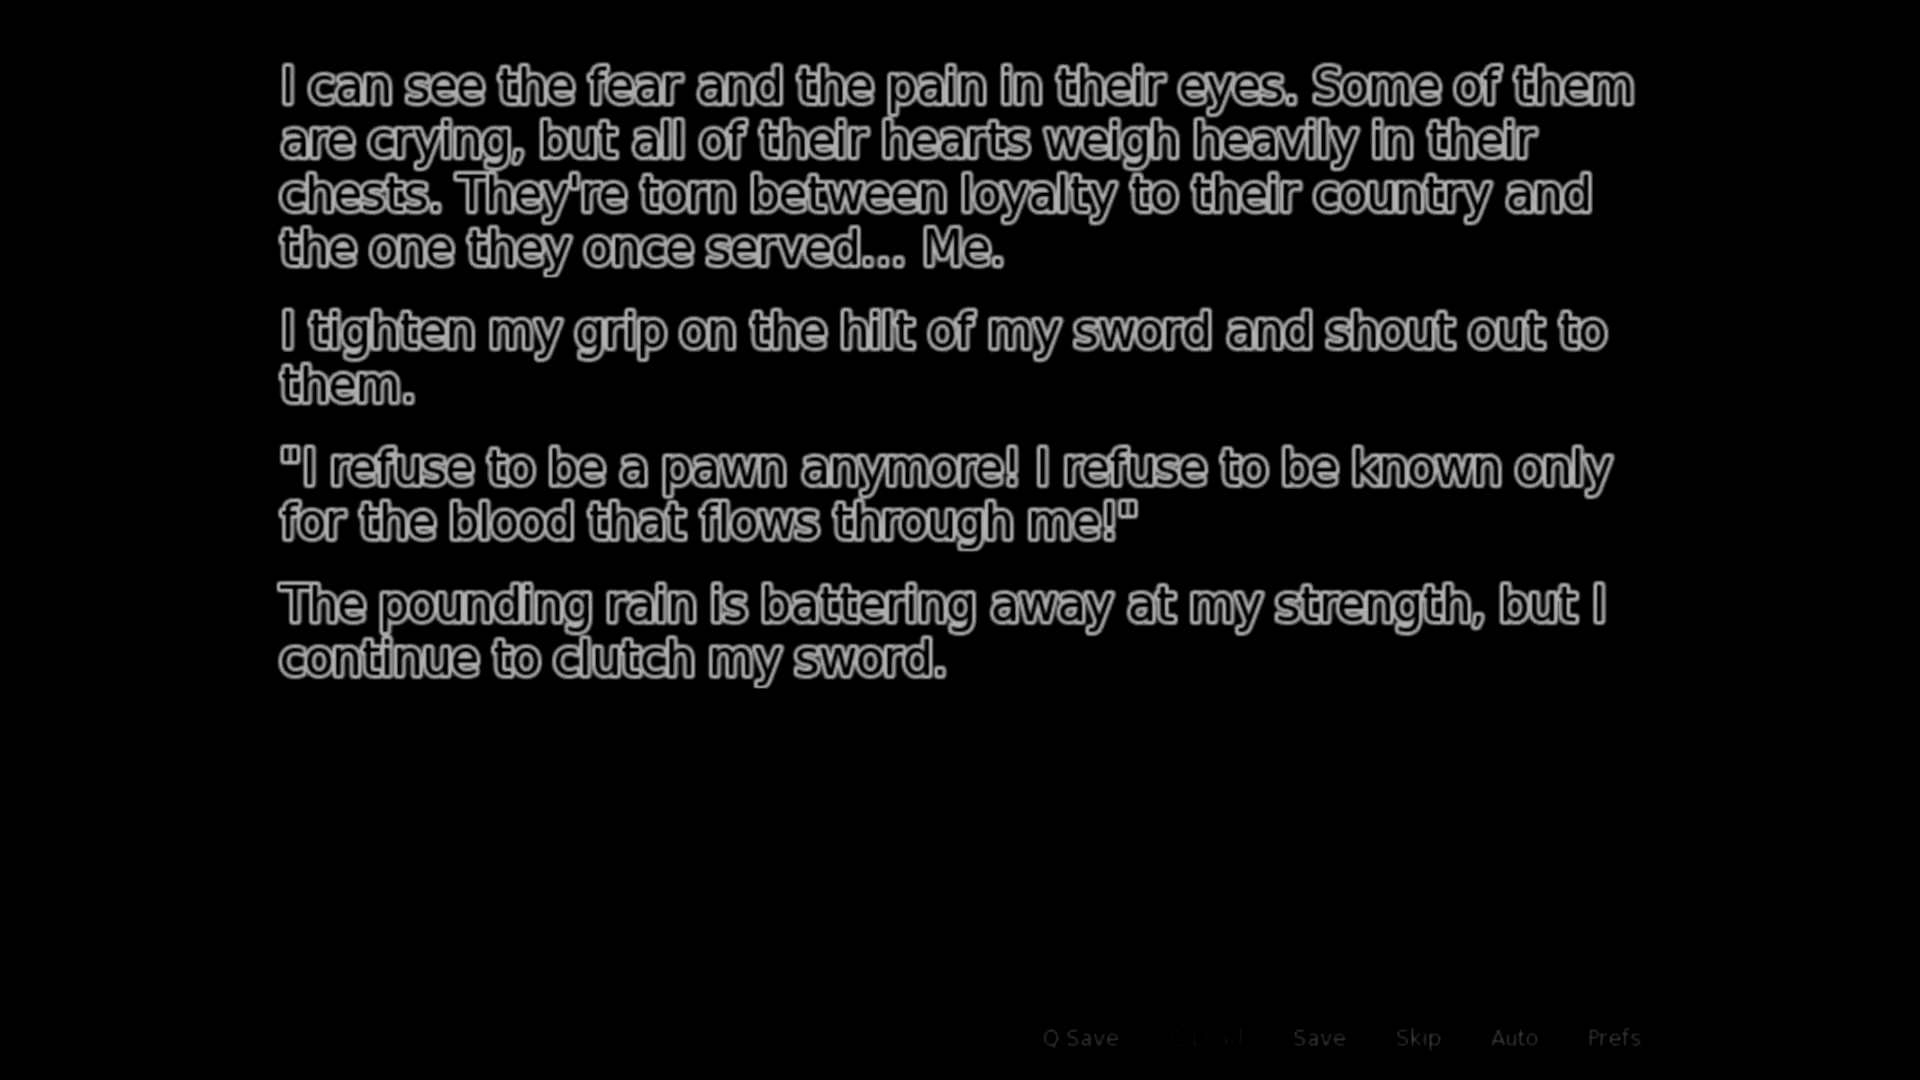 I can see the fear and the pain in their eyes. Some of them
are crying, but all of their hearts weigh heavily in their
chests. They're torn between loyalty to their country and
the one they once served... Me.
I tighten my grip on the hilt of my sword and shout out to
them.
"I refuse to be a pawn anymore! I refuse to be known only
for the blood that flows through me!"
The pounding rain is battering away at my strength, but I
continue to clutch my sword.
Q Save Q Load Save Skip Auto Prefs